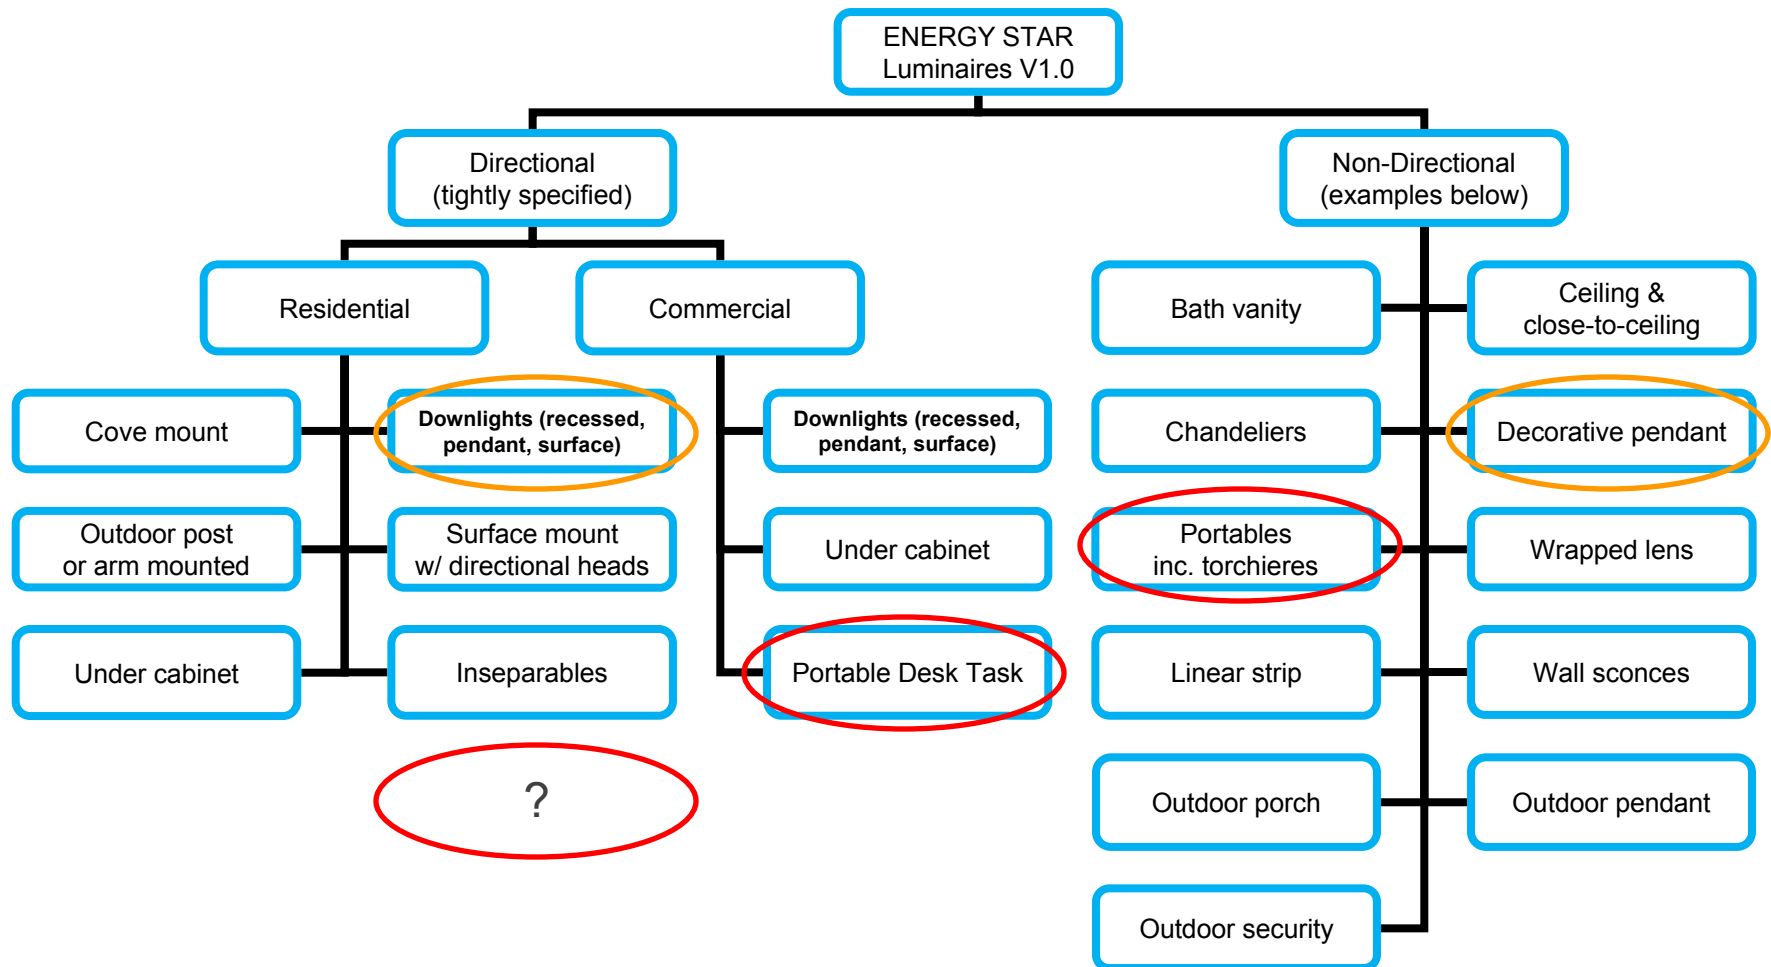 ENERGY STAR
Luminaires V1.0
Directional
(tightly specified)
Non-Directional
(examples below)
Residential
Commercial
Bath vanity
Ceiling &
close-to-ceiling
Cove mount
Downlights (recessed,
pendant, surface)
Downlights (recessed,
pendant, surface)
Chandeliers
Decorative pendant
Outdoor post
or arm mounted
Surface mount
w/ directional heads
Under cabinet
Portables
inc. torchieres
Wrapped lens
Under cabinet
Inseparables
Portable Desk Task
Linear strip
Wall sconces
?
Outdoor porch
Outdoor pendant
Outdoor security